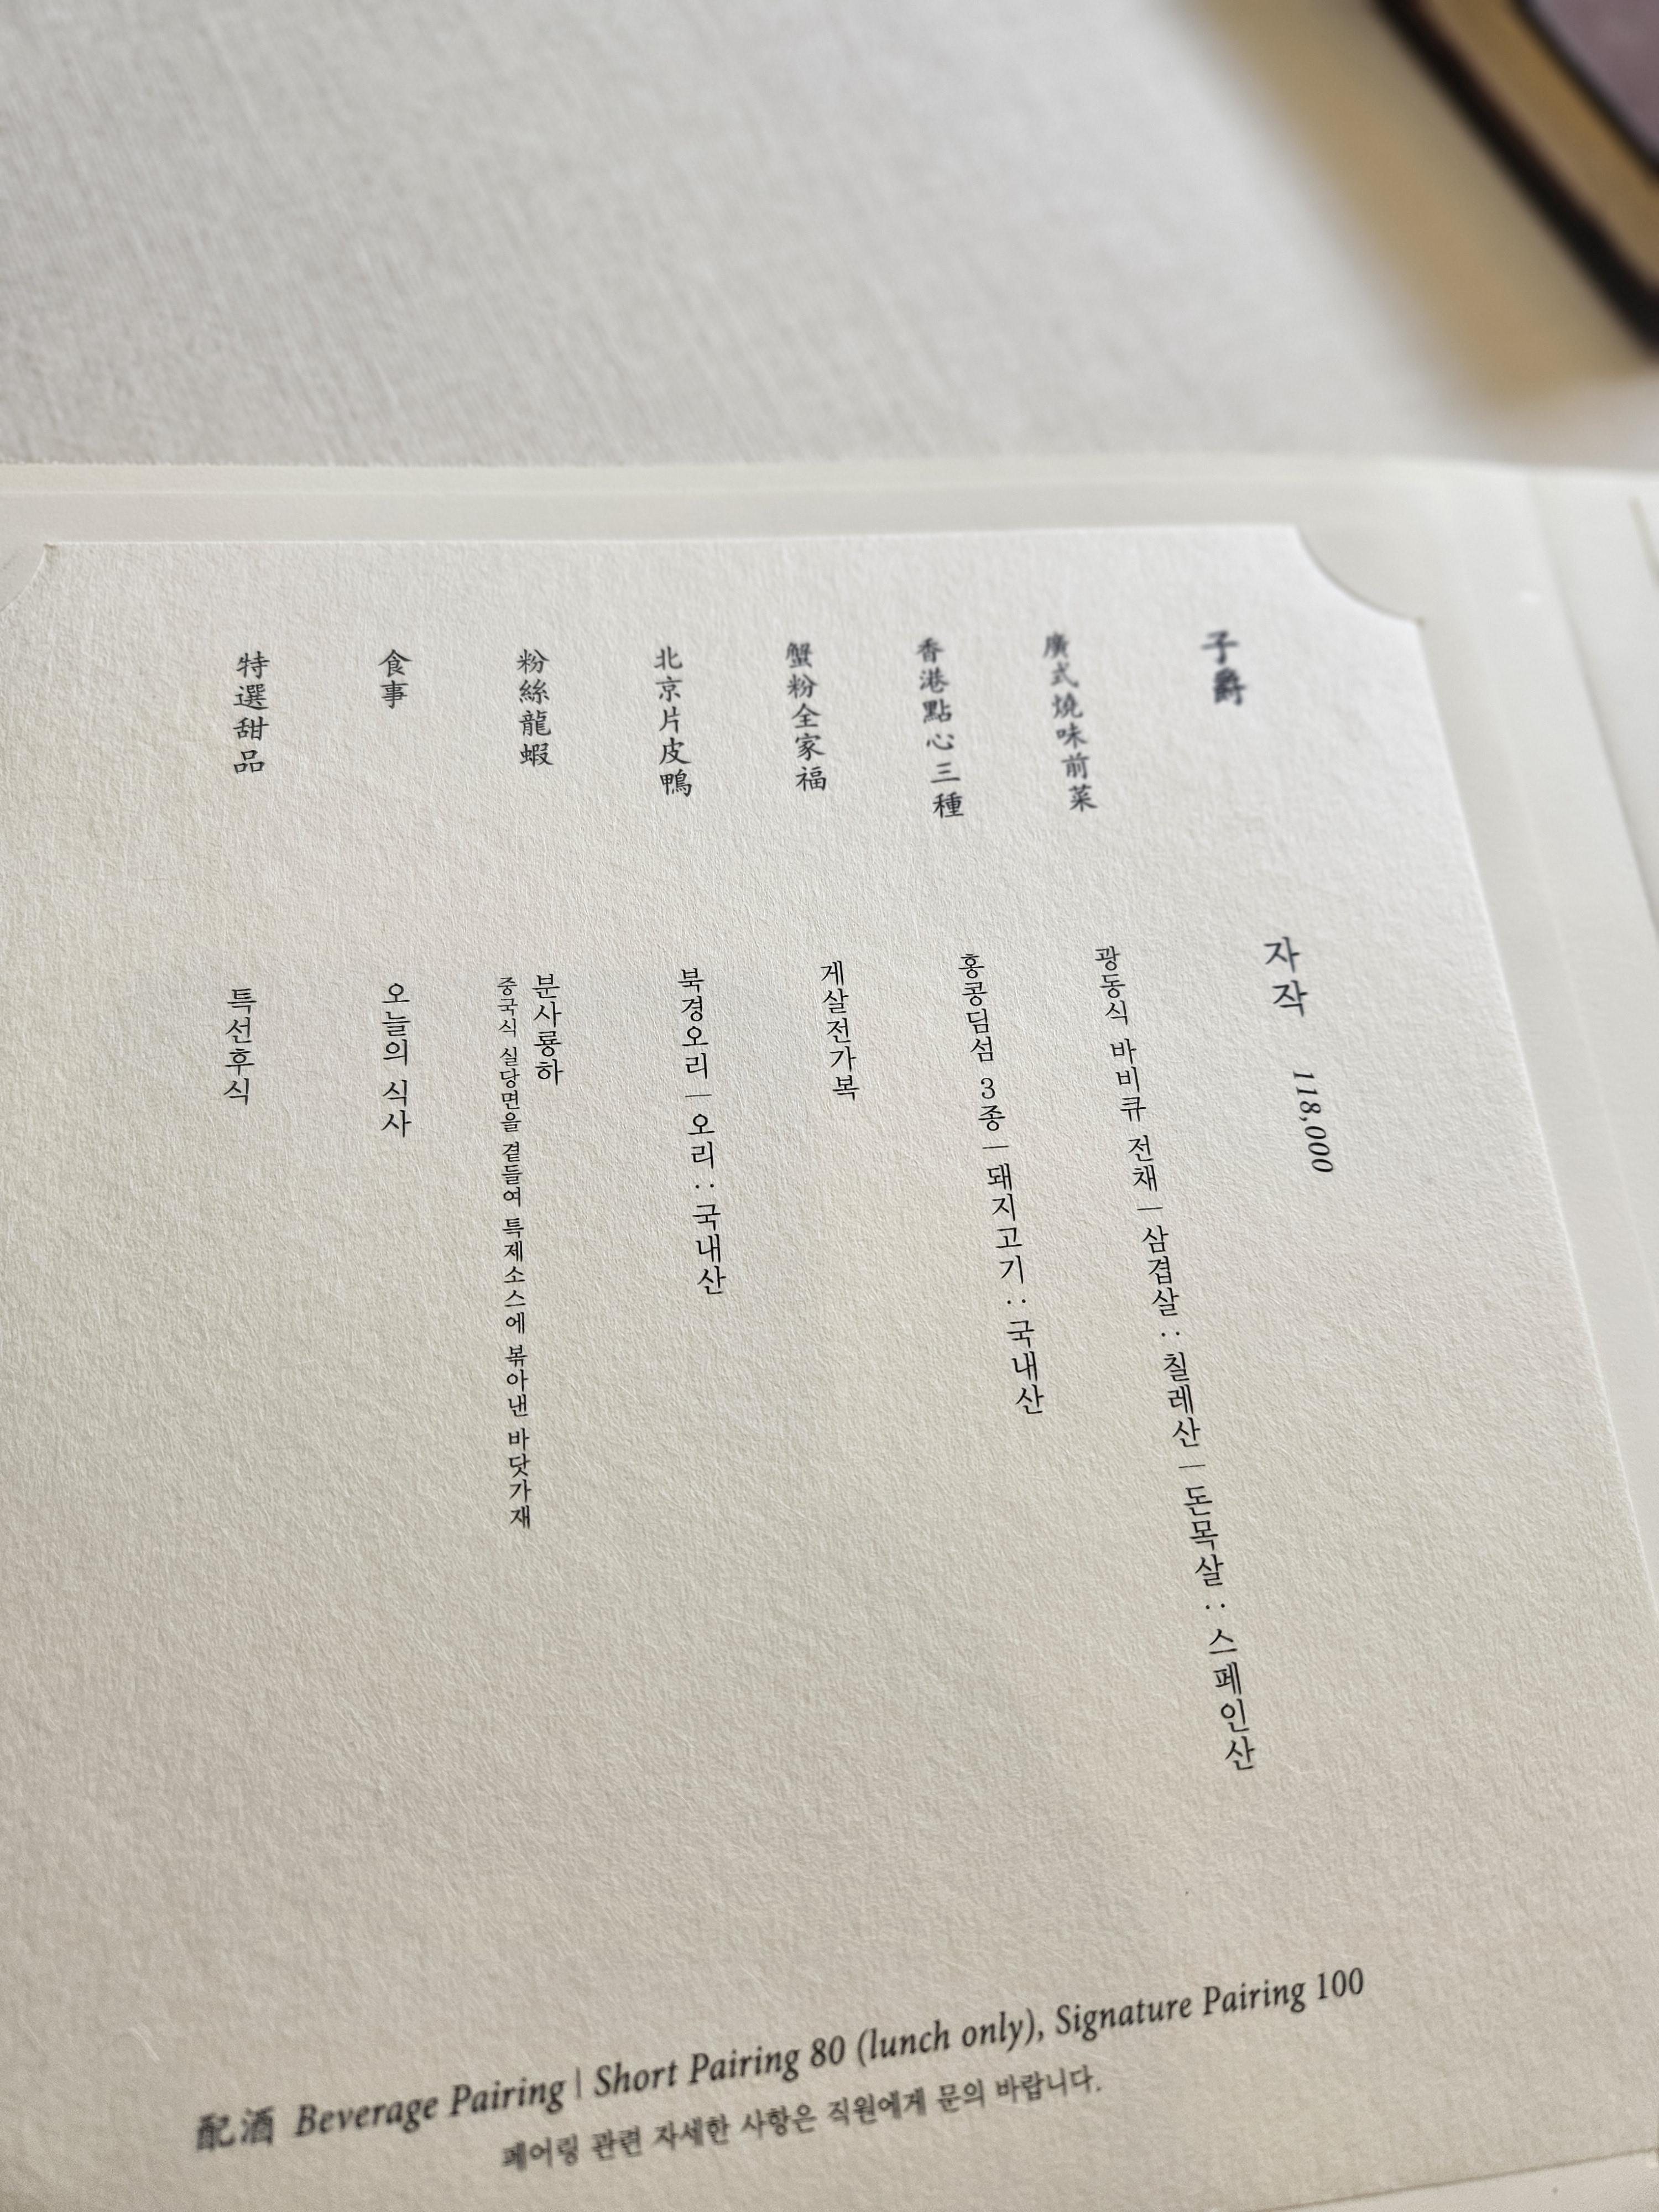 子爵
자작 118,000
廣式燒味前菜
광동식 바비큐 전채 | 삼겹살 : 칠레산 | 돈목살 : 스페인산
香港點心三種
홍콩딤섬 3종 | 돼지고기 : 국내산
蟹粉全家福
게살전가복
北京片皮鴨
북경오리 | 오리 : 국내산
粉絲龍蝦
분사룡하
중국식 실당면을 곁들여 특제소스에 볶아낸 바닷가재
食事
오늘의 식사
特選甜品
특선후식
配酒 Beverage Pairing | Short Pairing 80 (lunch only), Signature Pairing 100
페어링 관련 자세한 사항은 직원에게 문의 바랍니다.